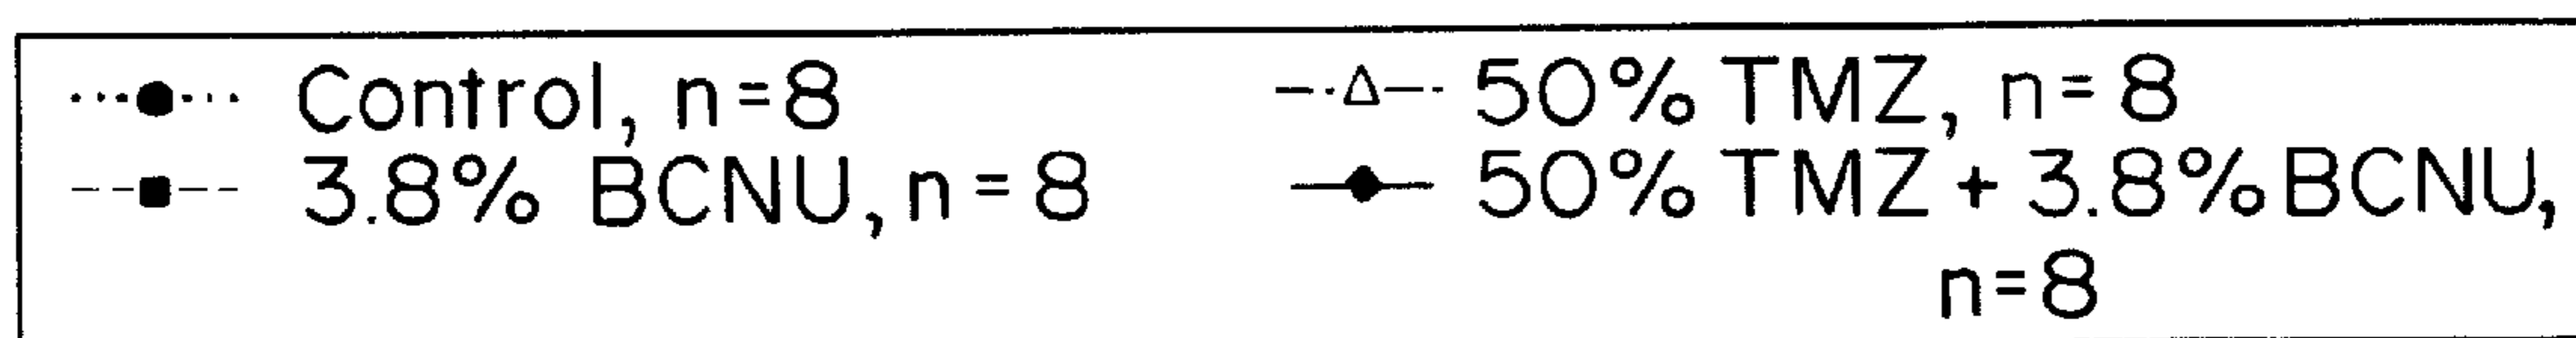 Control, n=8
3.8% BCNU, n=8
50% TMZ, n=8
50% TMZ + 3.8% BCNU,
n=8